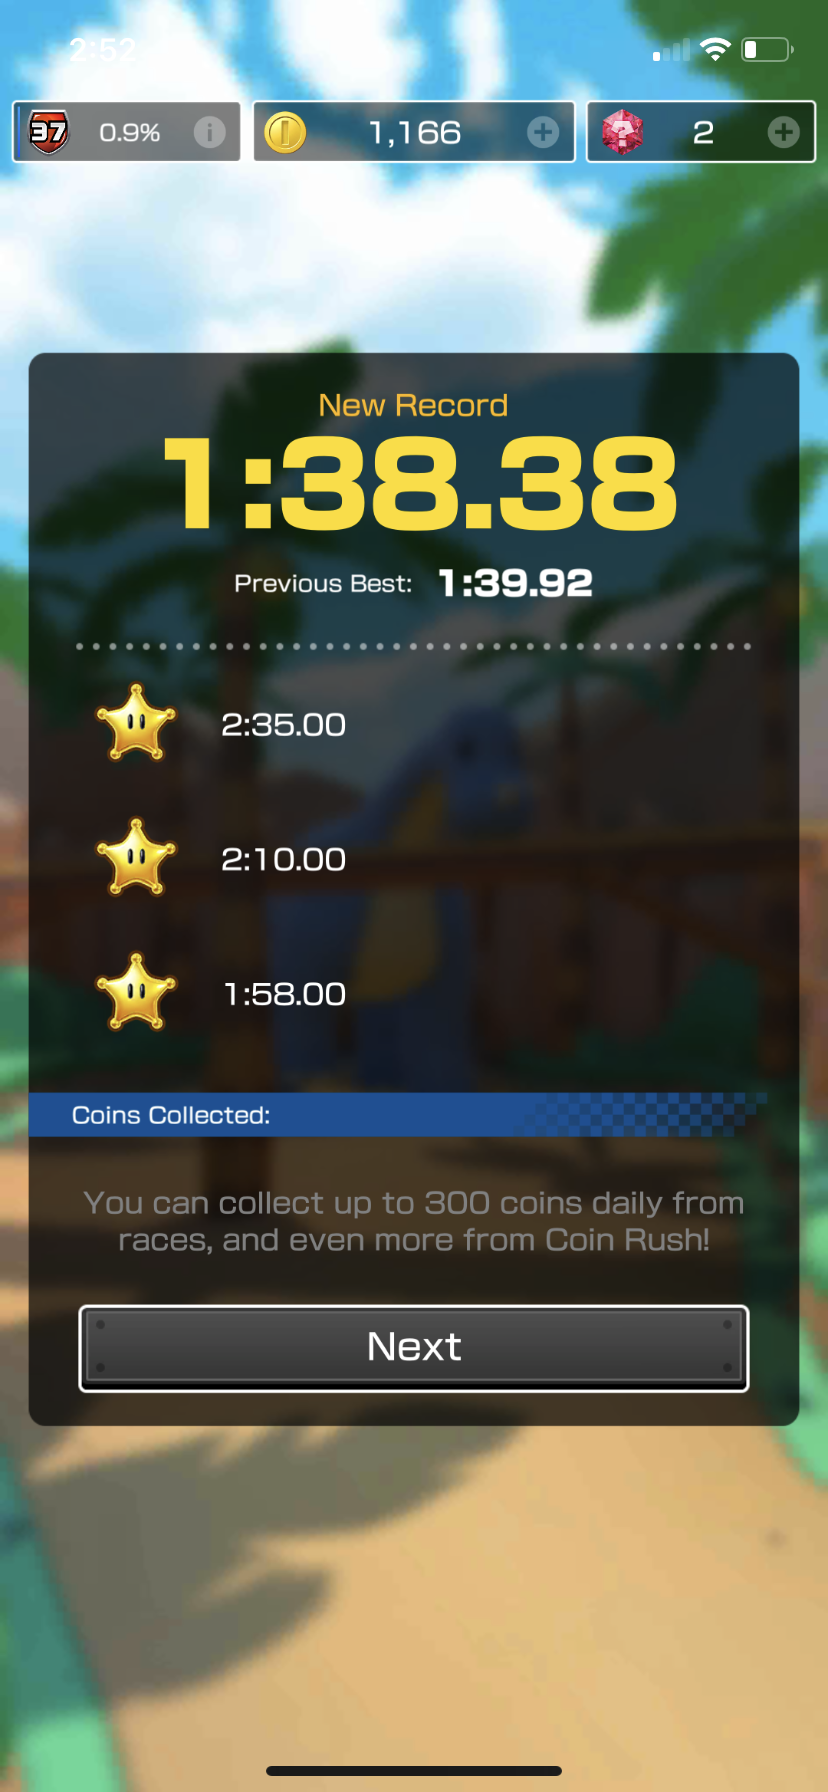 2:52
37 0.9% i 1,166 + ? 2 +
New Record
1:38.38
Previous Best: 1:39.92
2:35.00
2:10.00
1:58.00
Coins Collected:
You can collect up to 300 coins daily from
races, and even more from Coin Rush!
Next